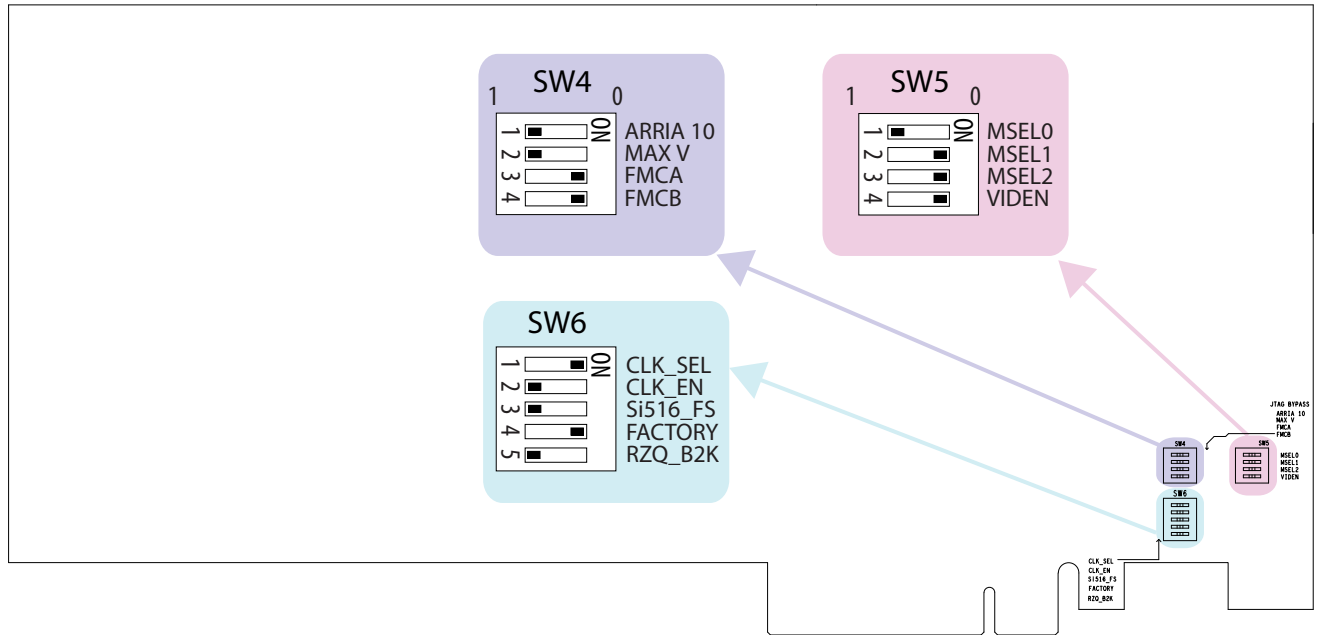 SW4
1 0
ON
1 ARRIA 10
2 MAX V
3 FMCA
4 FMCB
SW5
1 0
ON
1 MSEL0
2 MSEL1
3 MSEL2
4 VIDEN
SW6
ON
1 CLK_SEL
2 CLK_EN
3 Si516_FS
4 FACTORY
5 RZQ_B2K
JTAG BYPASS
ARRIA 10
MAX V
FMCA
FMCB
SW4
SW5
MSEL0
MSEL1
MSEL2
VIDEN
SW6
CLK_SEL
CLK_EN
SI516_FS
FACTORY
RZQ_B2K